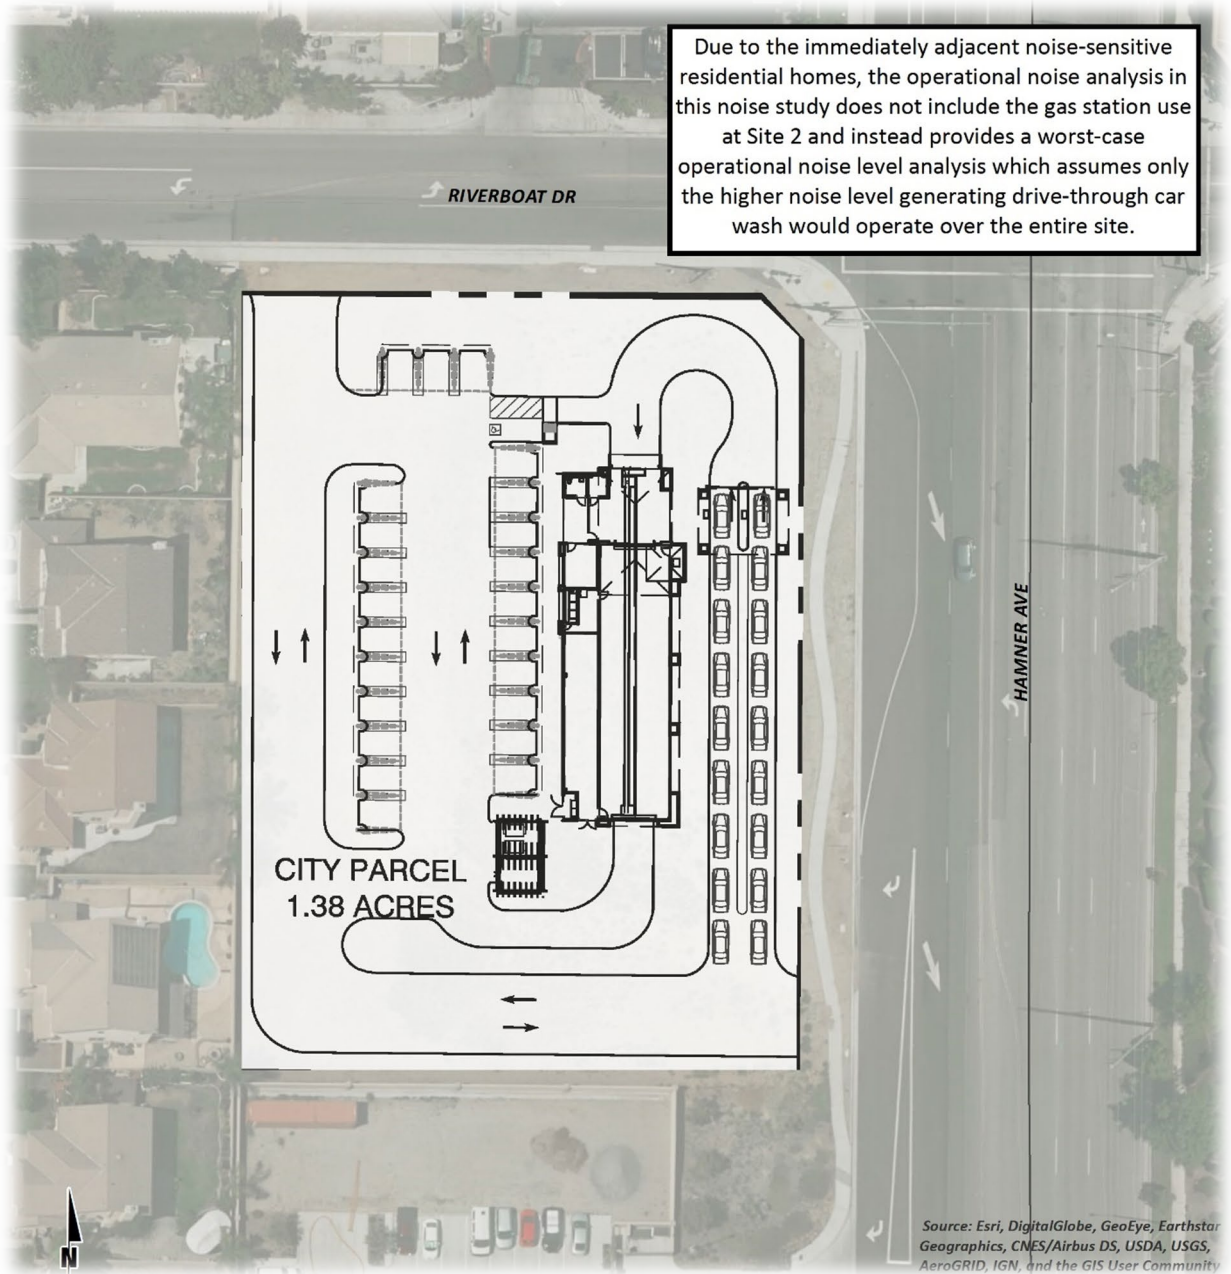 Due to the immediately adjacent noise-sensitive
residential homes, the operational noise analysis in
this noise study does not include the gas station use
at Site 2 and instead provides a worst-case
operational noise level analysis which assumes only
the higher noise level generating drive-through car
wash would operate over the entire site.
RIVERBOAT DR
HAMNER AVE
CITY PARCEL
1.38 ACRES
N
Source: Esri, DigitalGlobe, GeoEye, Earthstar
Geographics, CNES/Airbus DS, USDA, USGS,
AeroGRID, IGN, and the GIS User Community